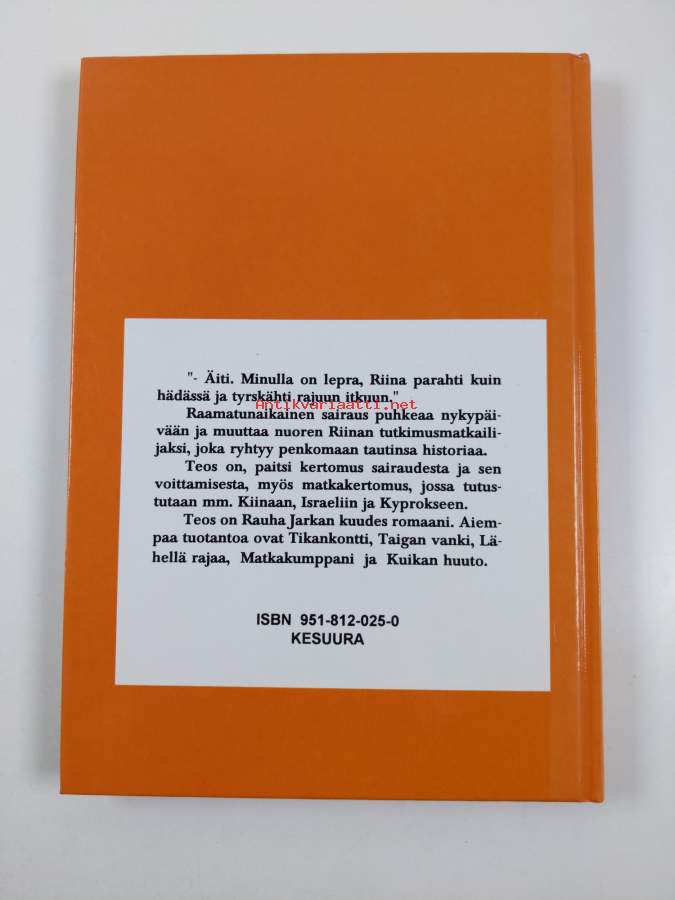 "- Äiti. Minulla on lepra, Riina parahti kuin
hädässä ja tyrskähti rajuun itkuun."
Antikvariaatti.net
Raamatunaikainen sairaus puhkeaa nykypäi-
vään ja muuttaa nuoren Riinan tutkimusmatkaili-
jaksi, joka ryhtyy penkomaan tautinsa historiaa.
Teos on, paitsi kertomus sairaudesta ja sen
voittamisesta, myös matkakertomus, jossa tutus-
tutaan mm. Kiinaan, Israeliin ja Kyprokseen.
Teos on Rauha Jarkan kuudes romaani. Aiem-
paa tuotantoa ovat Tikankontti, Taigan vanki, Lä-
hellä rajaa, Matkakumppani ja Kuikan huuto.
ISBN 951-812-025-0
KESUURA